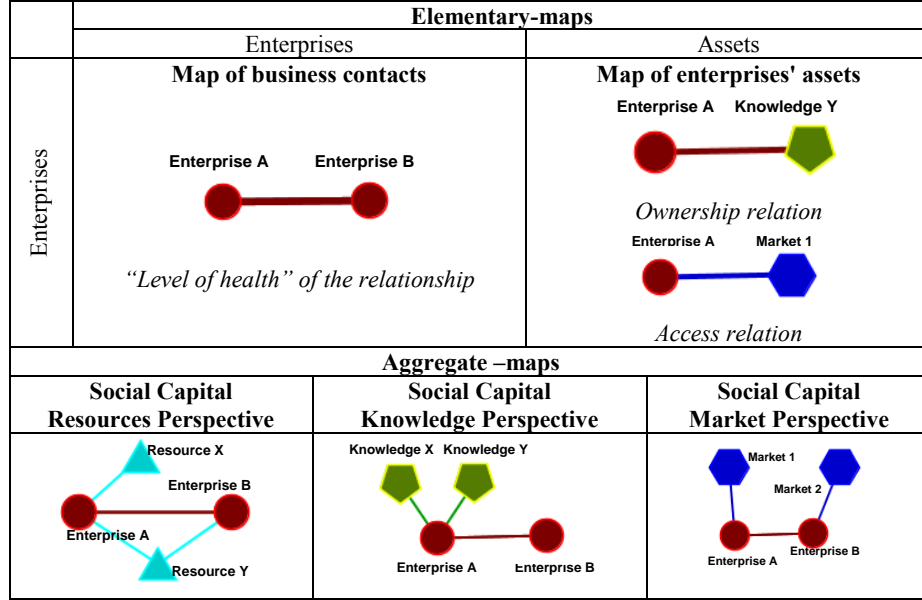 Elementary-maps
Enterprises
Assets
Enterprises
Map of business contacts
Enterprise A
Enterprise B
“Level of health” of the relationship
Map of enterprises' assets
Enterprise A
Knowledge Y
Ownership relation
Enterprise A
Market 1
Access relation
Aggregate –maps
Social Capital
Resources Perspective
Social Capital
Knowledge Perspective
Social Capital
Market Perspective
Resource X
Enterprise B
Enterprise A
Resource Y
Knowledge X
Knowledge Y
Enterprise A
Enterprise B
Market 1
Market 2
Enterprise A
Enterprise B